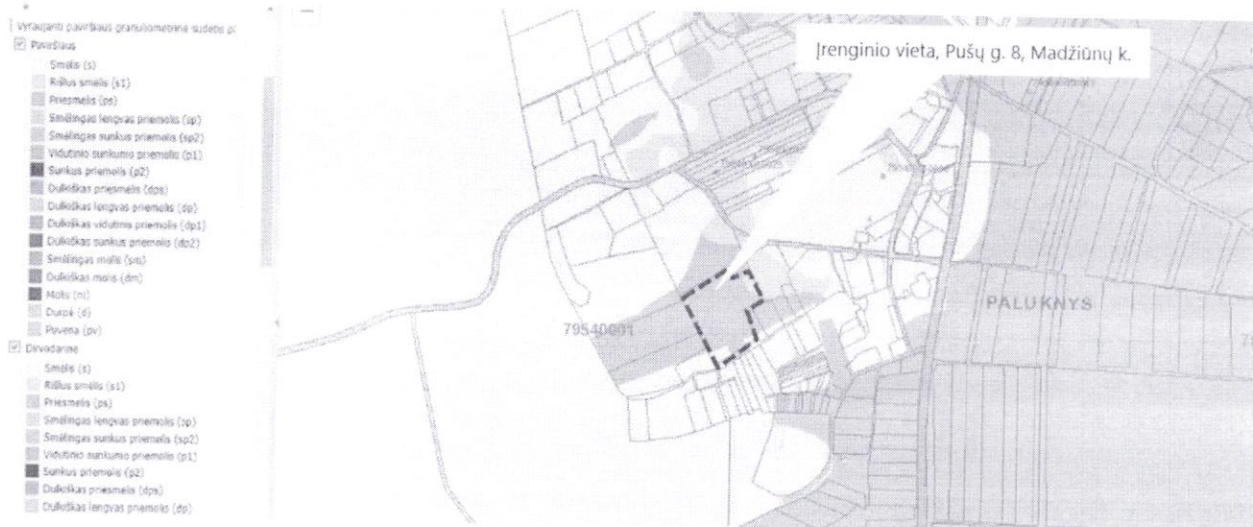 Vyraujanti paviršiaus granuliometrinė sudėtis p
Paviršiaus
Smėlis (s)
Rišlus smėlis (s1)
Priesmėlis (ps)
Smėlingas lengvas priemolis (sp)
Smėlingas sunkus priemolis (sp2)
Vidutinio sunkumo priemolis (p1)
Sunkus priemolis (p2)
Dulkiškas priesmėlis (dps)
Dulkiškas lengvas priemolis (dp)
Dulkiškas vidutinis priemolis (dp1)
Dulkiškas sunkus priemolis (dp2)
Smėlingas molis (sm)
Dulkiškas molis (dm)
Molis (m)
Durpė (d)
Puvena (pv)
Dirvodarinė
Smėlis (s)
Rišlus smėlis (s1)
Priesmėlis (ps)
Smėlingas lengvas priemolis (sp)
Smėlingas sunkus priemolis (sp2)
Vidutinio sunkumo priemolis (p1)
Sunkus priemolis (p2)
Dulkiškas priesmėlis (dps)
Dulkiškas lengvas priemolis (dp)
Įrenginio vieta, Pušų g. 8, Madžiūnų k.
79540001
PALUKNYS